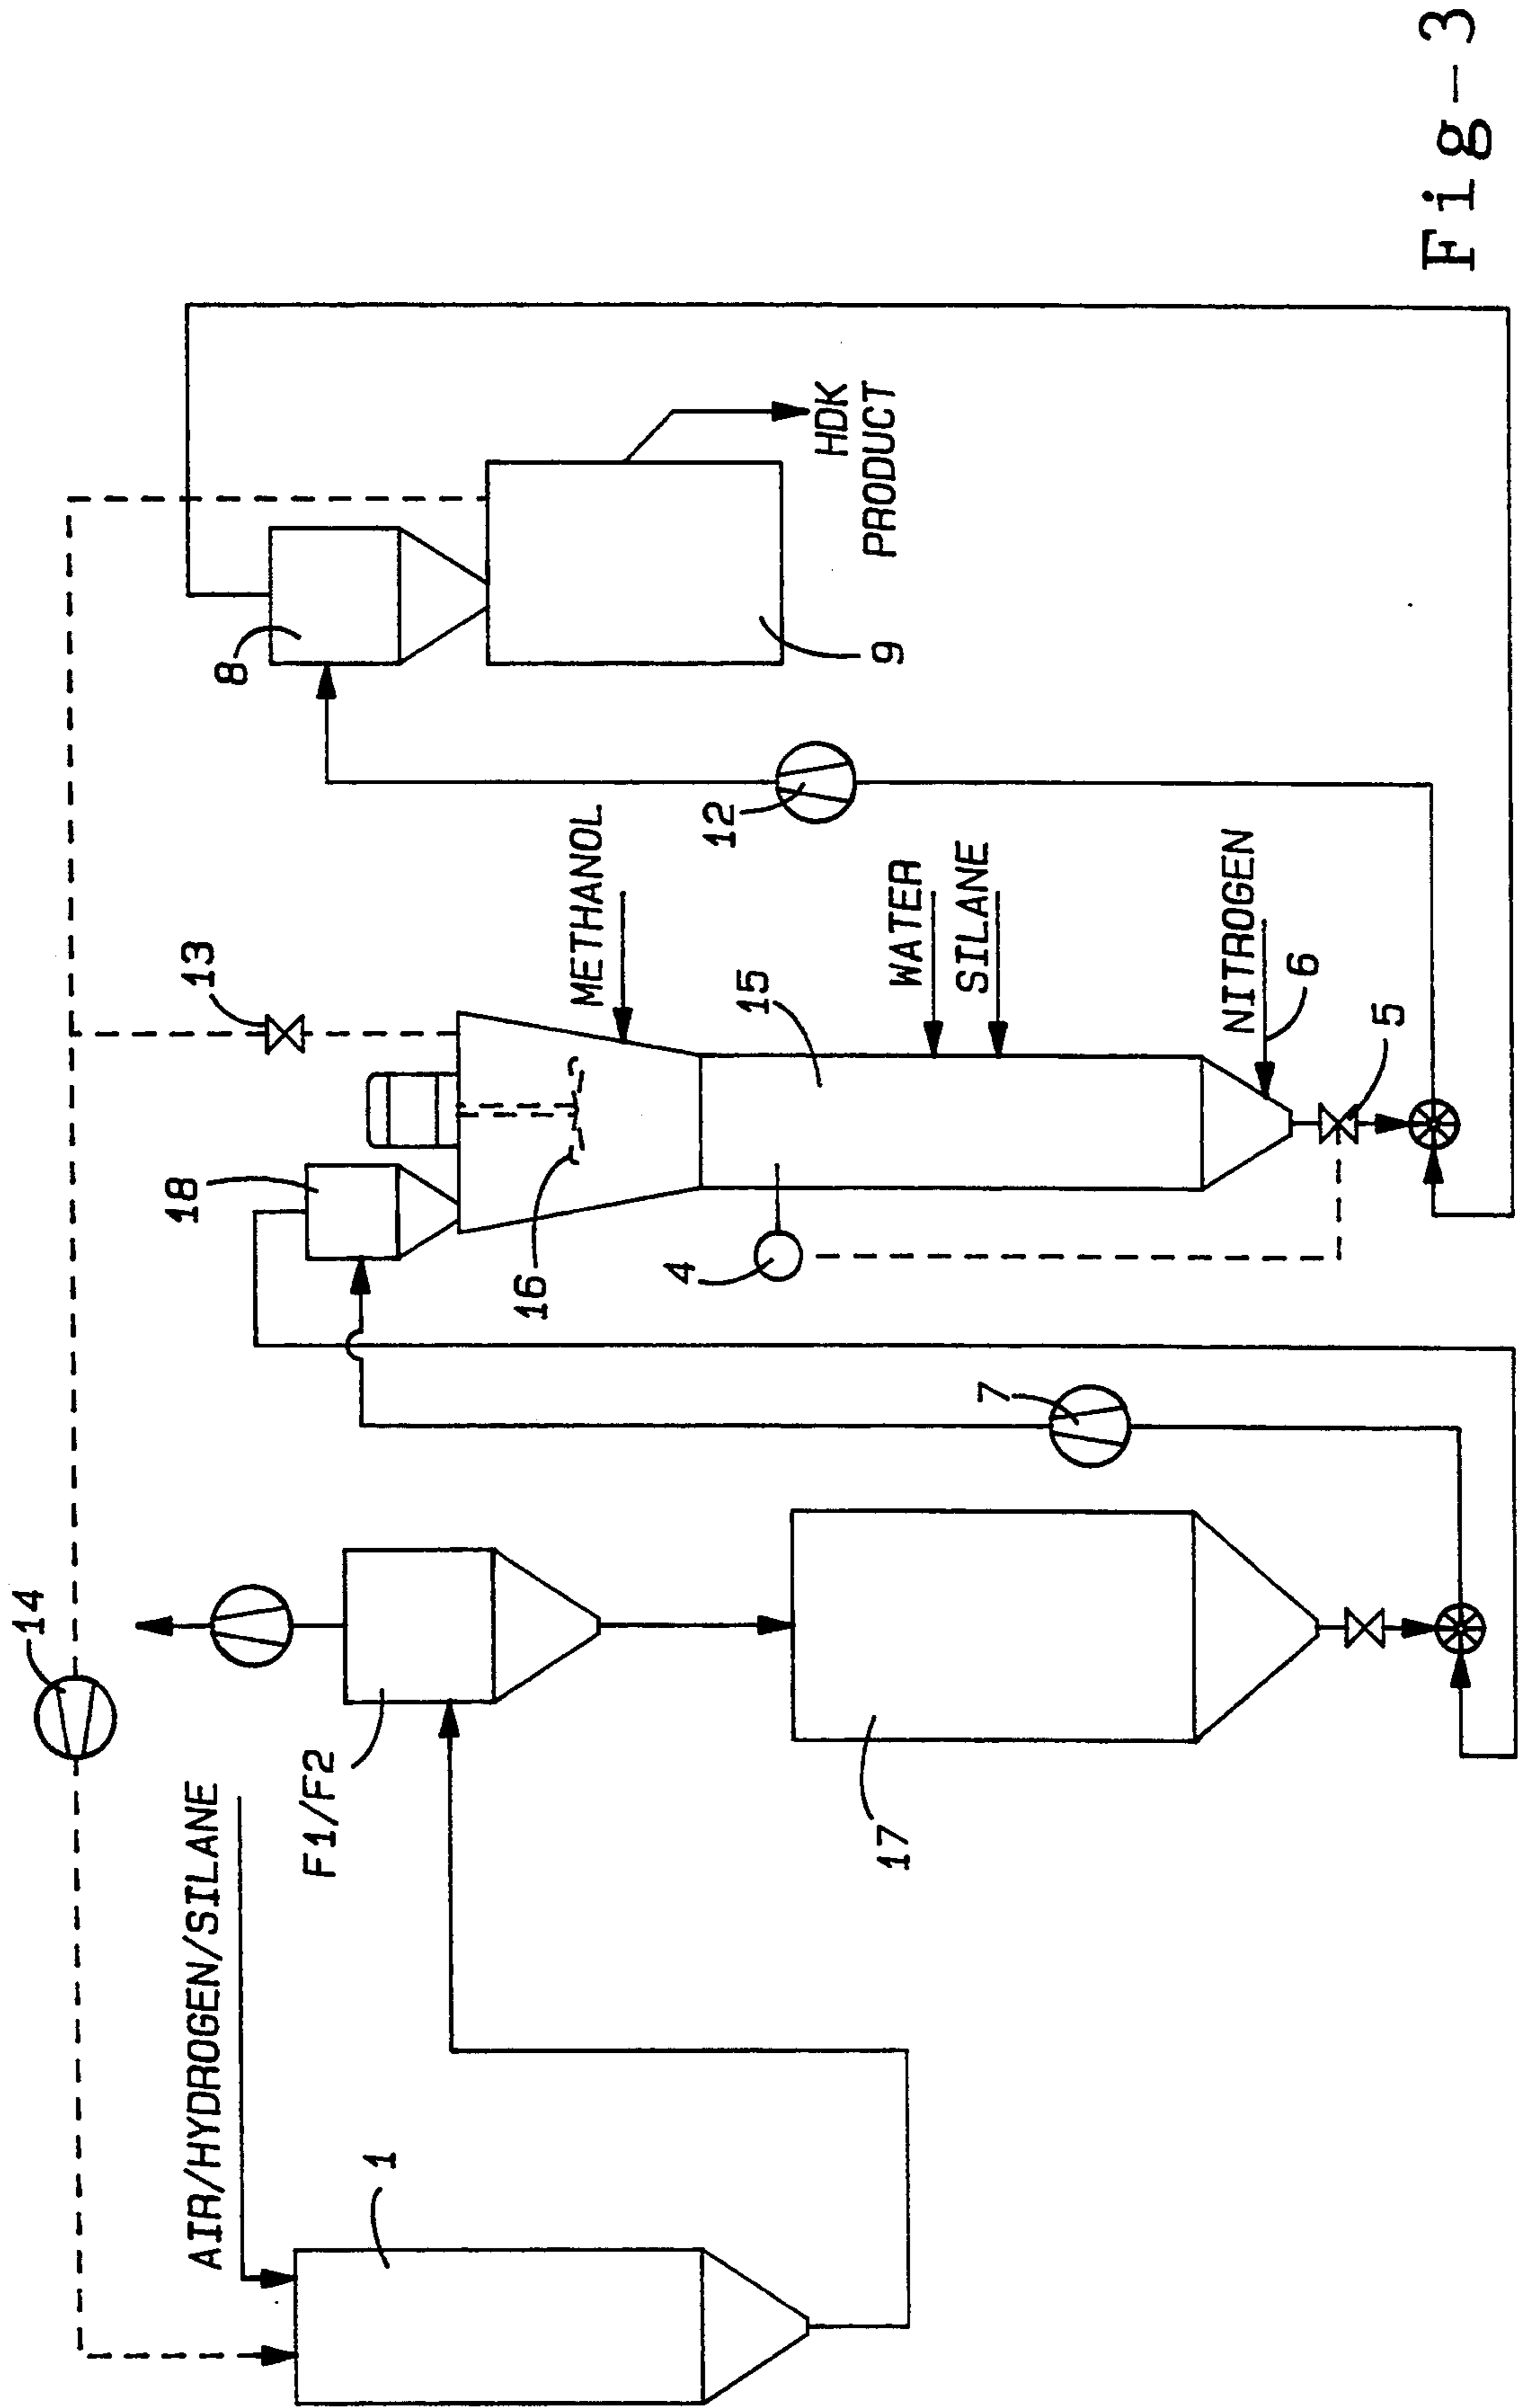 14
13
8
18
AIR/HYDROGEN/SILANE
F1/F2
1
16
METHANOL
4
12
HDK
PRODUCT
9
15
WATER
SILANE
7
17
NITROGEN
6
5
Fig-3